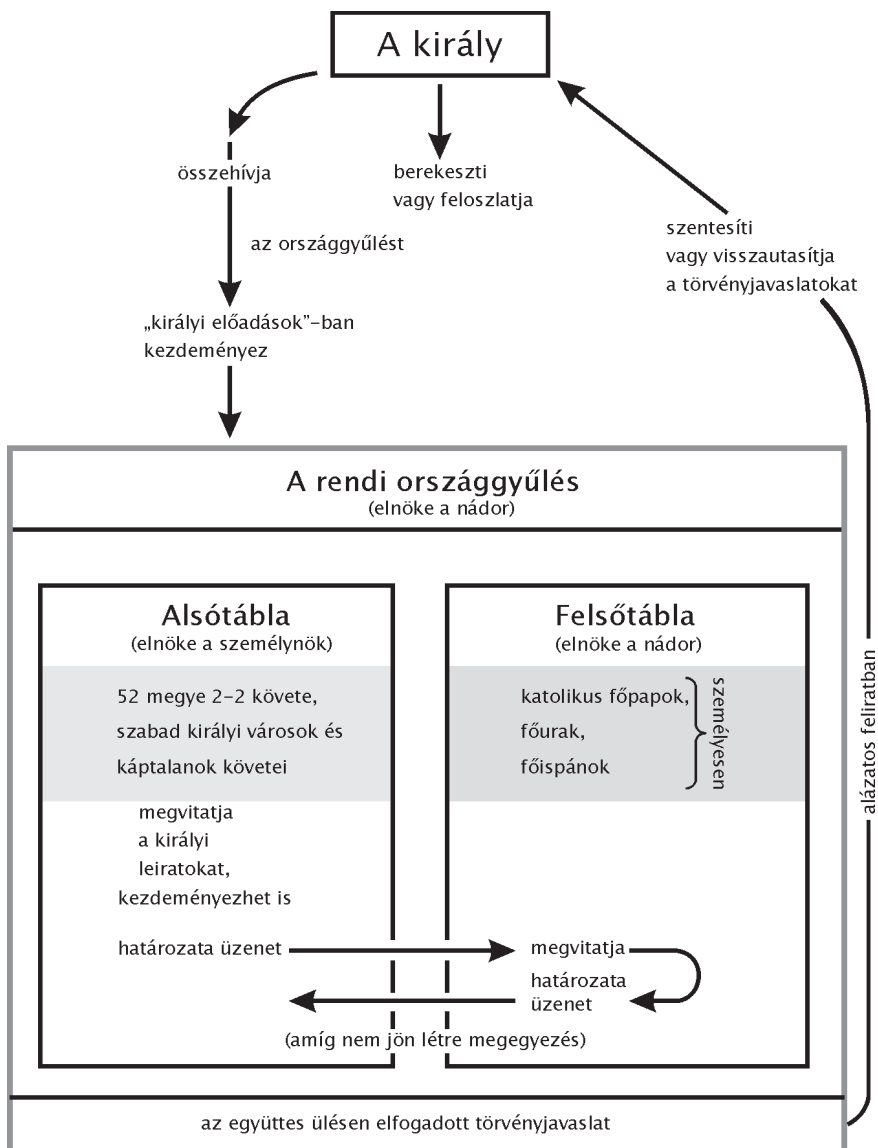 A király
összehívja
berekeszti
vagy feloszlatja
az országgyűlést
szentesíti
vagy visszautasítja
a törvényjavaslatokat
„királyi előadások”-ban
kezdeményez
A rendi országgyűlés
(elnöke a nádor)
Alsótábla
(elnöke a személynök)
52 megye 2-2 követe,
szabad királyi városok és
káptalanok követei
megvitatja
a királyi
leiratokat,
kezdeményezhet is
határozata üzenet
Felsőtábla
(elnöke a nádor)
katolikus főpapok,
főurak,
főispánok
személyesen
megvitatja
határozata
üzenet
(amíg nem jön létre megegyezés)
az együttes ülésen elfogadott törvényjavaslat
alázatos feliratban